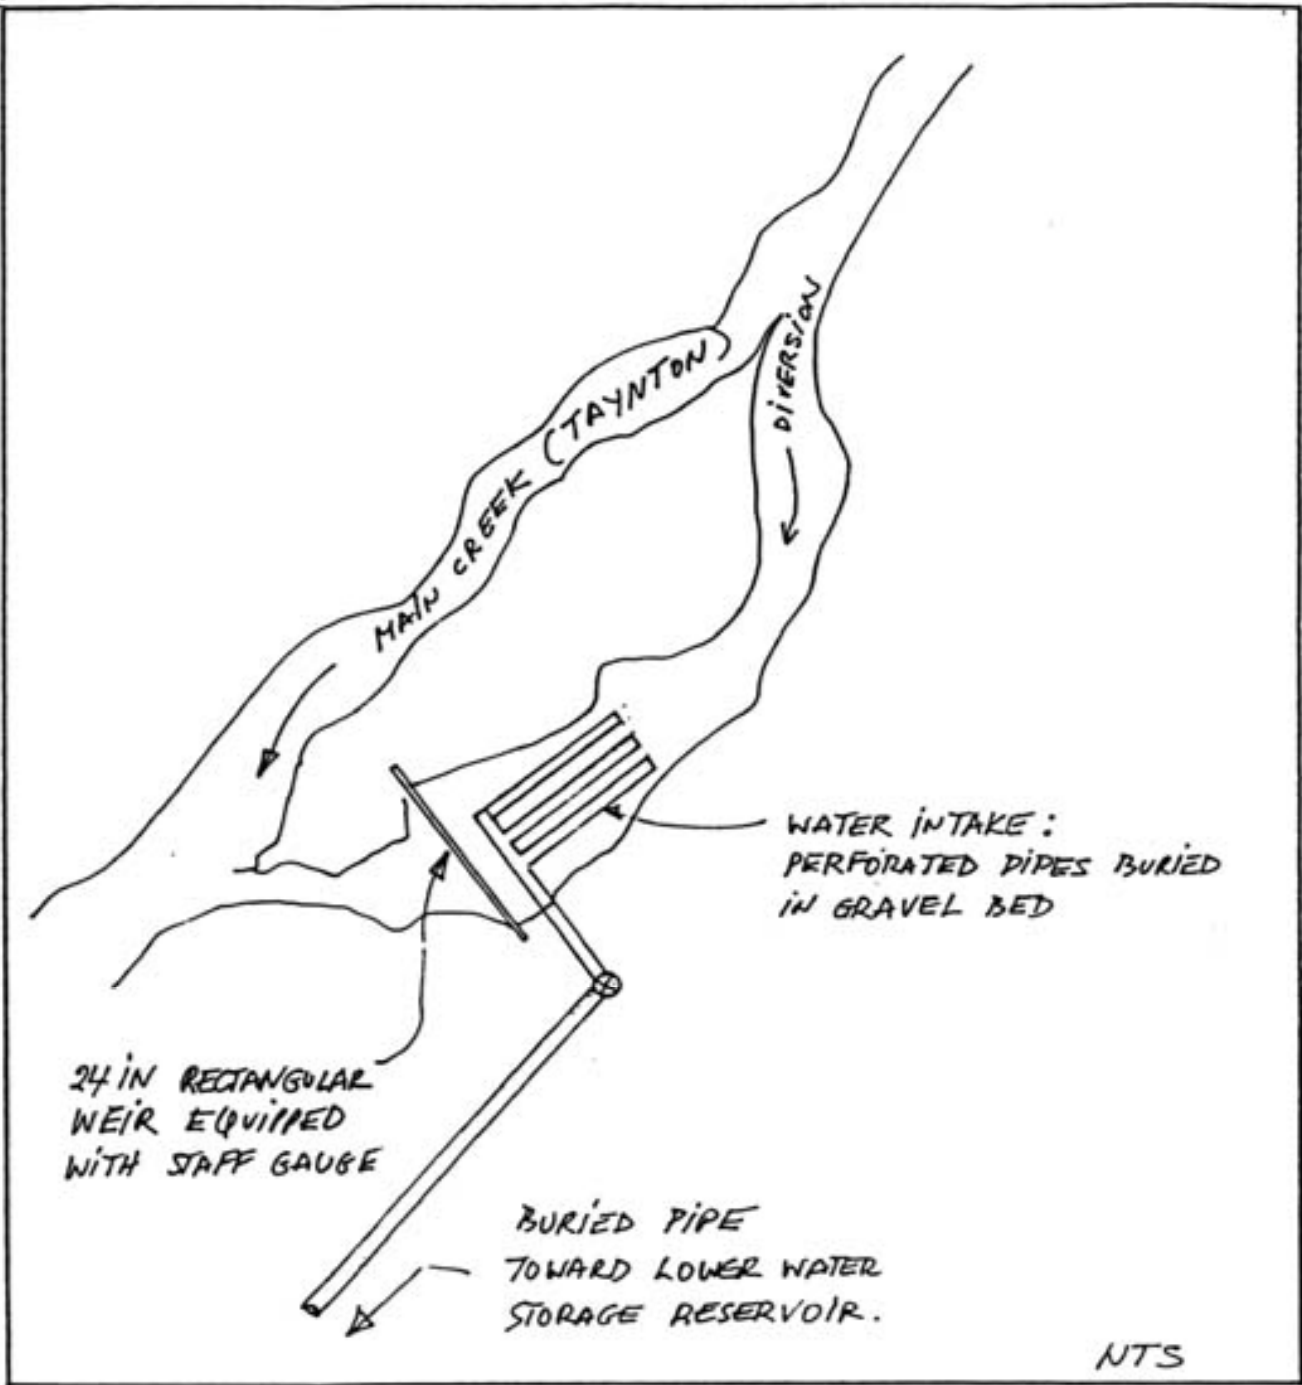 DIVERSION
MAIN CREEK (TAYNTON)
WATER INTAKE:
PERFORATED PIPES BURIED
IN GRAVEL BED
24 IN RECTANGULAR
WEIR EQUIPPED
WITH STAFF GAUGE
BURIED PIPE
TOWARD LOWER WATER
STORAGE RESERVOIR.
NTS